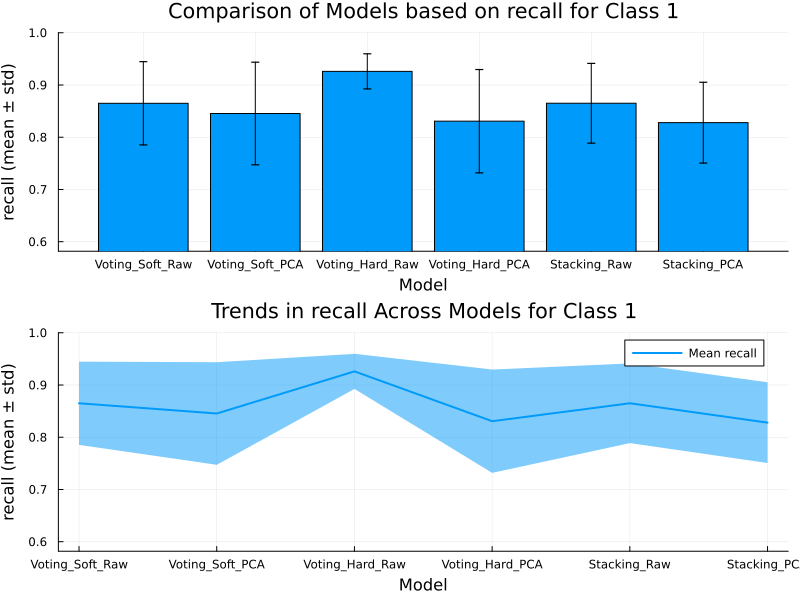 Comparison of Models based on recall for Class 1
recall (mean ± std)
1.0
0.9
0.8
0.7
0.6
Voting_Soft_Raw Voting_Soft_PCA Voting_Hard_Raw Voting_Hard_PCA Stacking_Raw Stacking_PCA
Model
Trends in recall Across Models for Class 1
recall (mean ± std)
1.0
0.9
0.8
0.7
0.6
Mean recall
Voting_Soft_Raw Voting_Soft_PCA Voting_Hard_Raw Voting_Hard_PCA Stacking_Raw Stacking_PC
Model